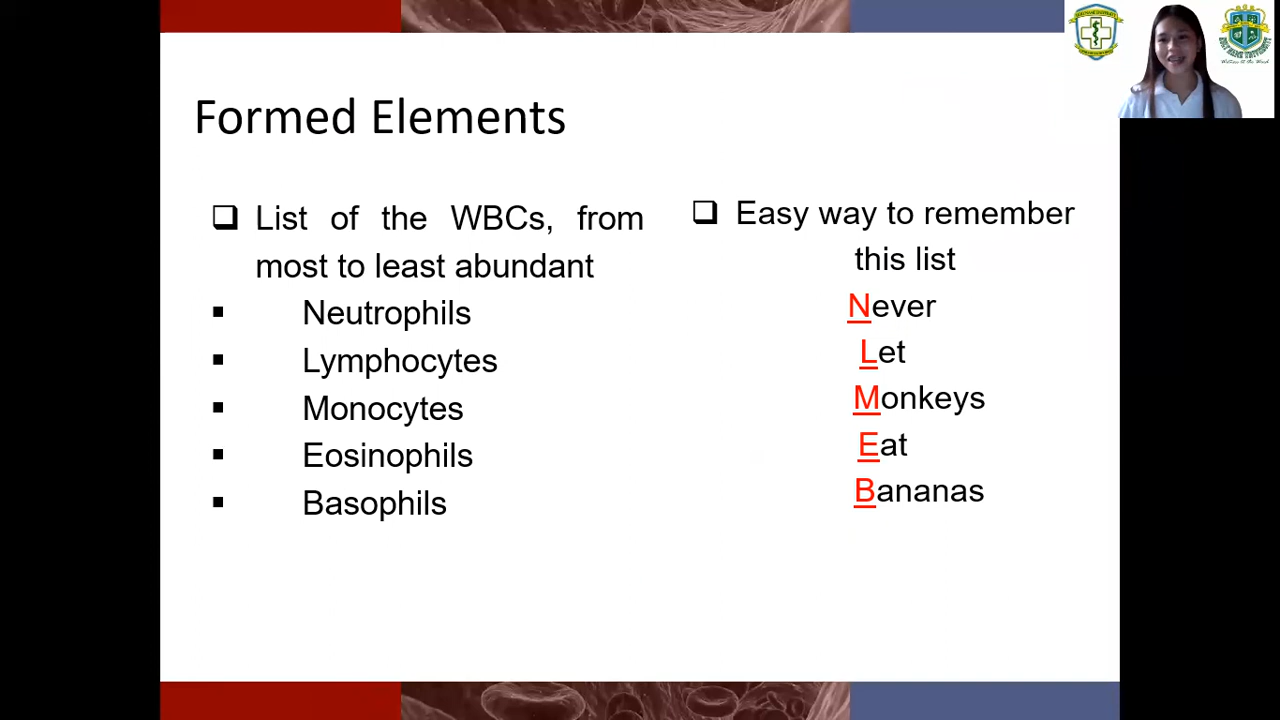 Formed Elements
List of the WBCs, from
most to least abundant
Neutrophils
Lymphocytes
Monocytes
Eosinophils
Basophils
Easy way to remember
this list
Never
Let
Monkeys
Eat
Bananas